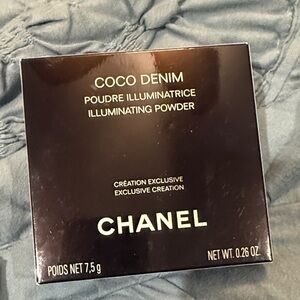 COCO DENIM
POUDRE ILLUMINATRICE
ILLUMINATING POWDER
CRÉATION EXCLUSIVE
EXCLUSIVE CREATION
CHANEL
POIDS NET 7,5 g
NET WT. 0.26 OZ.